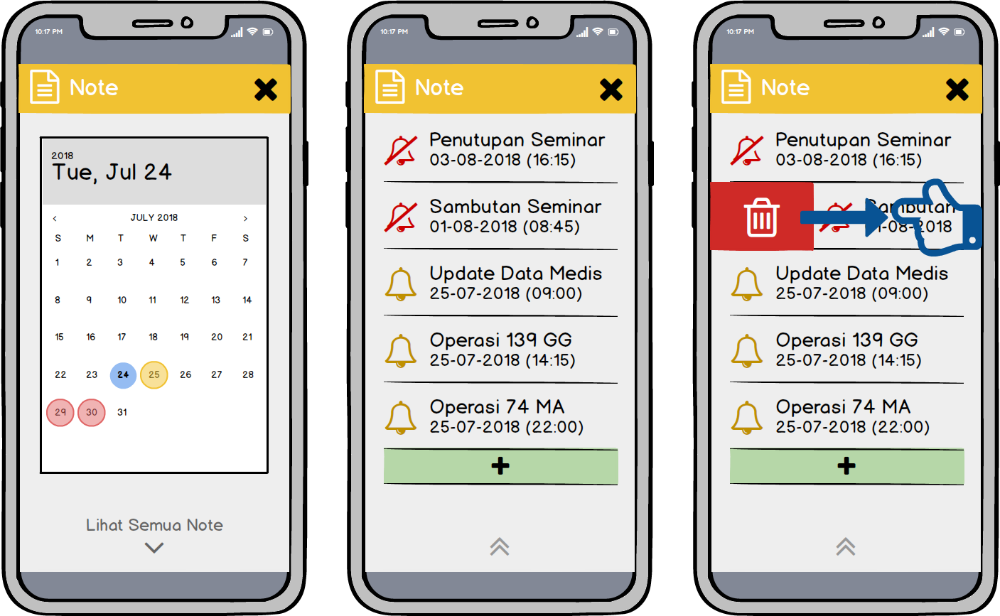 10:17 PM
Note
2018
Tue, Jul 24
‹ JULY 2018 ›
S M T W T F S
1 2 3 4 5 6 7
8 9 10 11 12 13 14
15 16 17 18 19 20 21
22 23 24 25 26 27 28
29 30 31
Lihat Semua Note
10:17 PM
Note
Penutupan Seminar
03-08-2018 (16:15)
Sambutan Seminar
01-08-2018 (08:45)
Update Data Medis
25-07-2018 (09:00)
Operasi 139 GG
25-07-2018 (14:15)
Operasi 74 MA
25-07-2018 (22:00)
+
10:17 PM
Note
Penutupan Seminar
03-08-2018 (16:15)
Sambutan
1-08-2018
Update Data Medis
25-07-2018 (09:00)
Operasi 139 GG
25-07-2018 (14:15)
Operasi 74 MA
25-07-2018 (22:00)
+